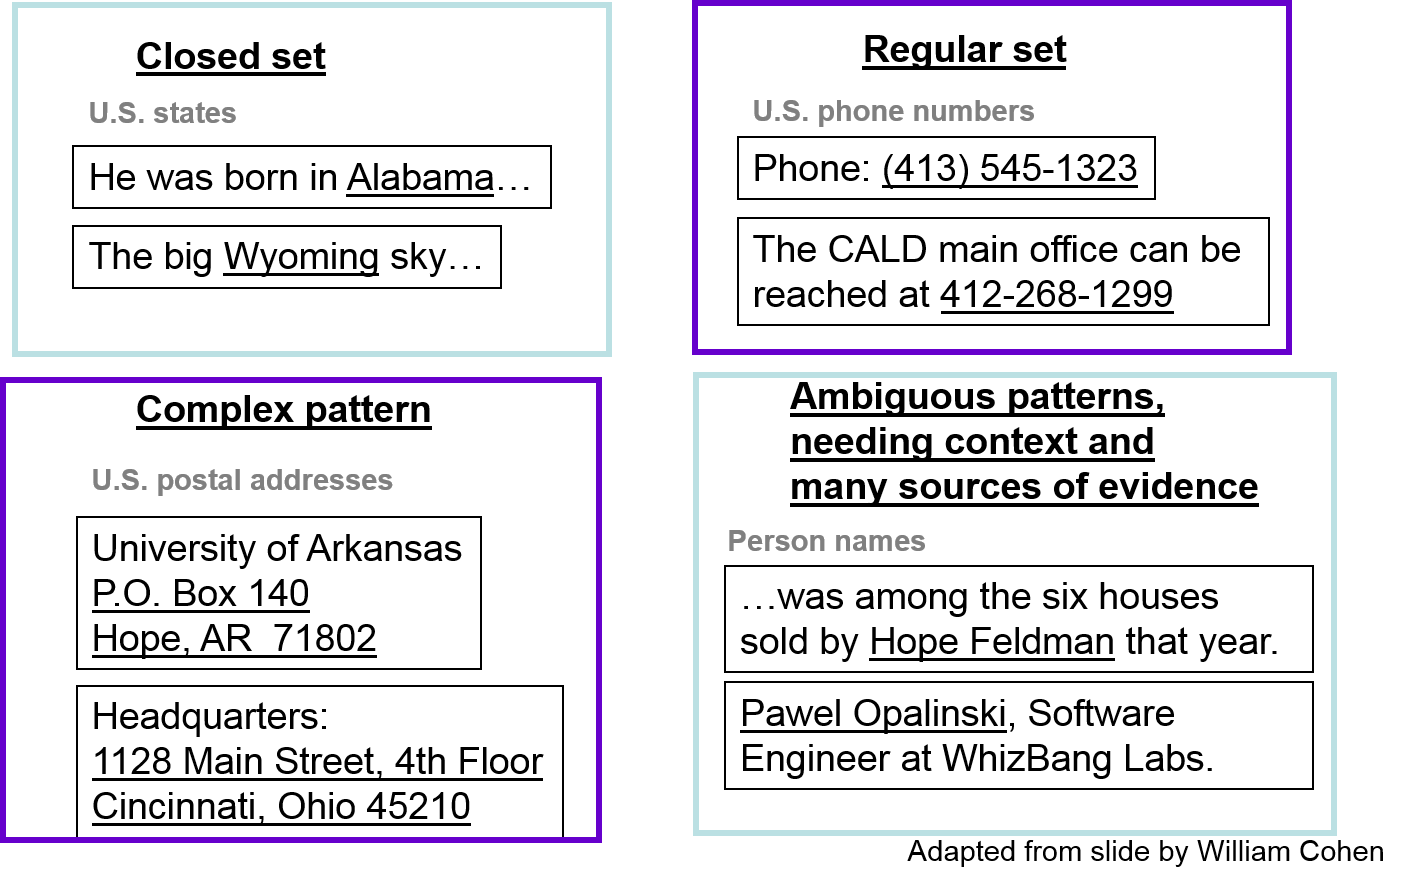 Closed set
U.S. states
He was born in Alabama…
The big Wyoming sky…
Regular set
U.S. phone numbers
Phone: (413) 545-1323
The CALD main office can be
reached at 412-268-1299
Complex pattern
U.S. postal addresses
University of Arkansas
P.O. Box 140
Hope, AR  71802
Headquarters:
1128 Main Street, 4th Floor
Cincinnati, Ohio 45210
Ambiguous patterns,
needing context and
many sources of evidence
Person names
…was among the six houses
sold by Hope Feldman that year.
Pawel Opalinski, Software
Engineer at WhizBang Labs.
Adapted from slide by William Cohen